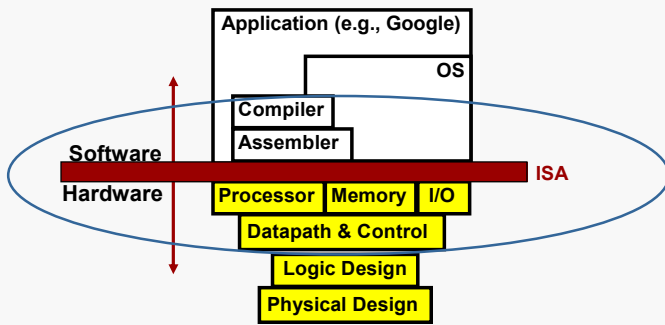 Application (e.g., Google)
OS
Compiler
Assembler
Software
ISA
Hardware
Processor Memory I/O
Datapath & Control
Logic Design
Physical Design